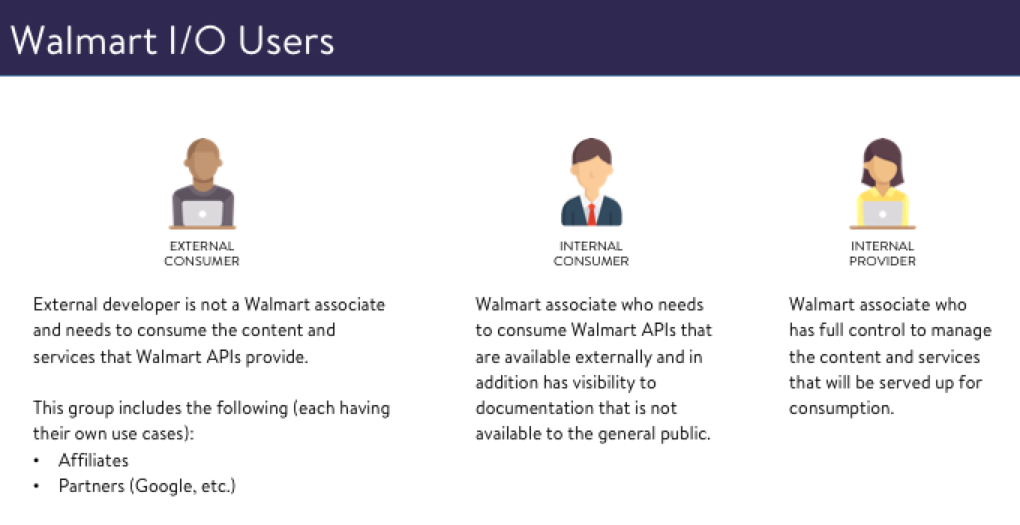 Walmart I/O Users
EXTERNAL
CONSUMER
External developer is not a Walmart associate
and needs to consume the content and
services that Walmart APIs provide.
This group includes the following (each having
their own use cases):
• Affiliates
• Partners (Google, etc.)
INTERNAL
CONSUMER
Walmart associate who needs
to consume Walmart APIs that
are available externally and in
addition has visibility to
documentation that is not
available to the general public.
INTERNAL
PROVIDER
Walmart associate who
has full control to manage
the content and services
that will be served up for
consumption.